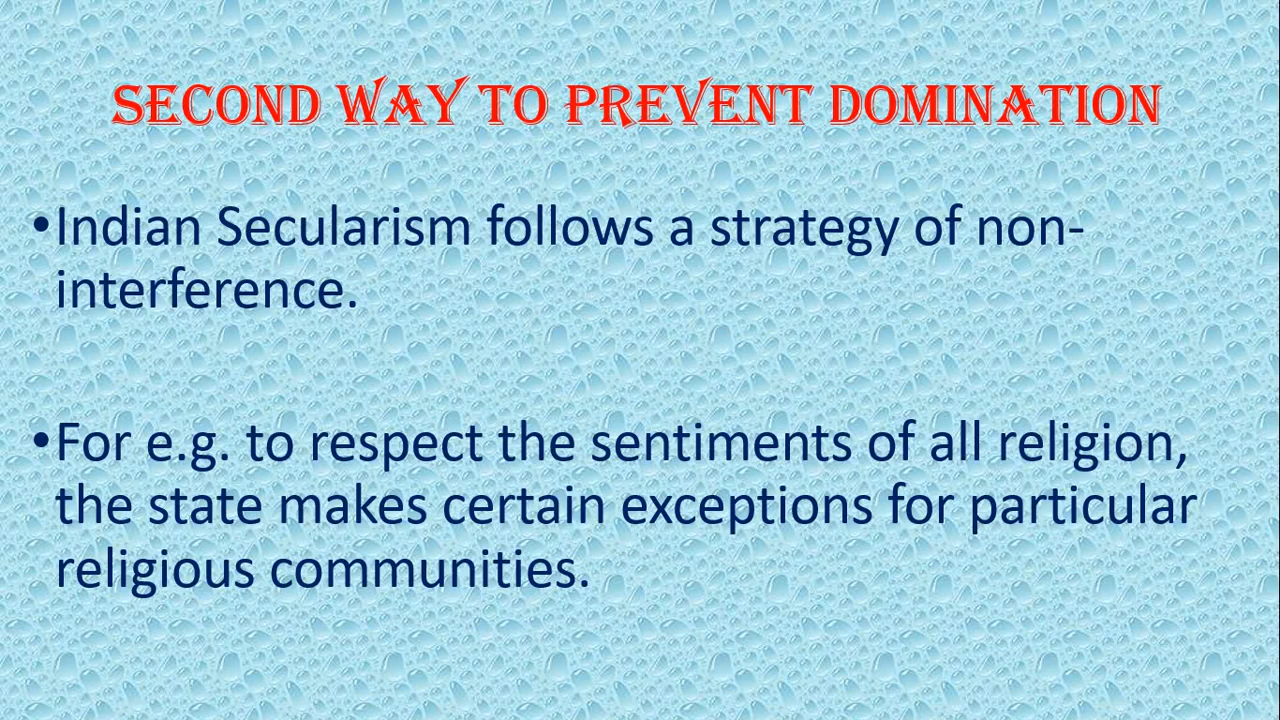 SECOND WAY TO PREVENT DOMINATION
•Indian Secularism follows a strategy of non-
interference.
•For e.g. to respect the sentiments of all religion,
the state makes certain exceptions for particular
religious communities.